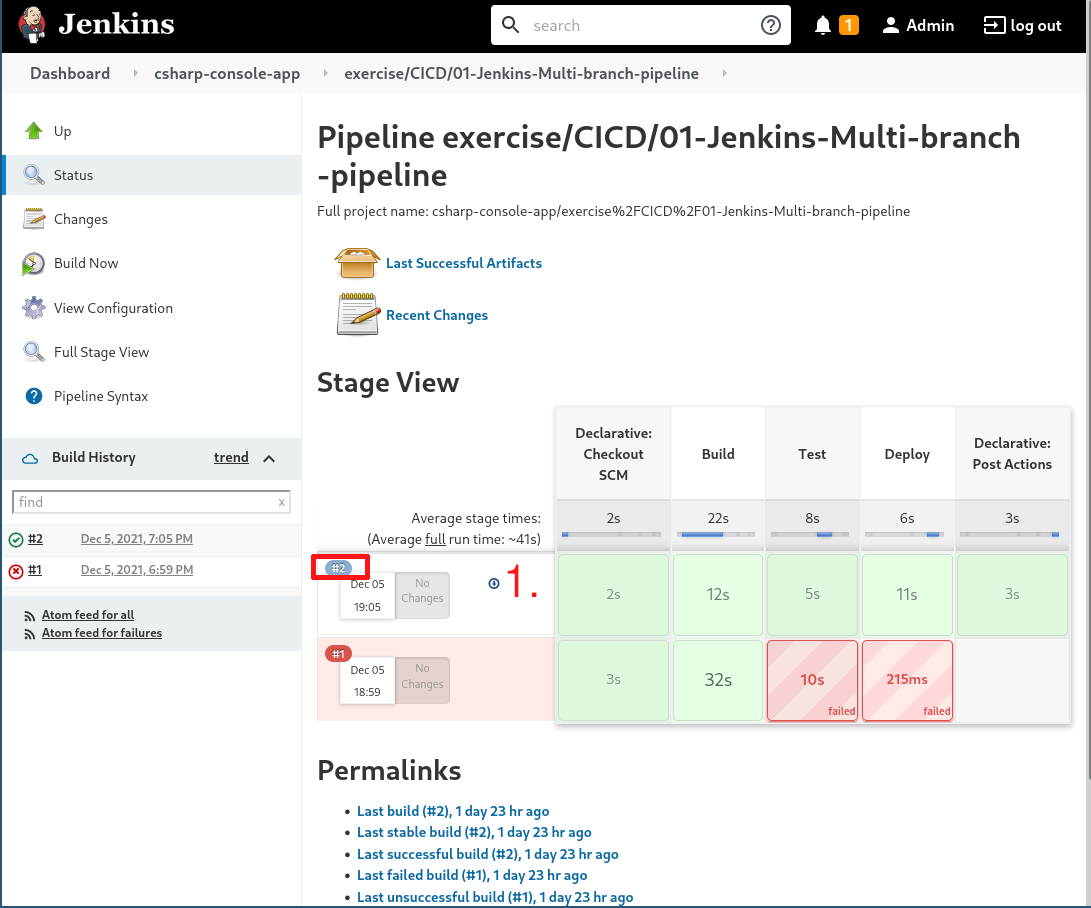 Jenkins
search
1
Admin
log out
Dashboard
csharp-console-app
exercise/CICD/01-Jenkins-Multi-branch-pipeline
Up
Status
Changes
Build Now
View Configuration
Full Stage View
Pipeline Syntax
Build History
trend
find
x
#2
Dec 5, 2021, 7:05 PM
#1
Dec 5, 2021, 6:59 PM
Atom feed for all
Atom feed for failures
Pipeline exercise/CICD/01-Jenkins-Multi-branch
-pipeline
Full project name: csharp-console-app/exercise%2FCICD%2F01-Jenkins-Multi-branch-pipeline
Last Successful Artifacts
Recent Changes
Stage View
Declarative:
Checkout
SCM
Build
Test
Deploy
Declarative:
Post Actions
Average stage times:
(Average full run time: ~41s)
2s
22s
8s
6s
3s
#2
Dec 05
19:05
No
Changes
1.
2s
12s
5s
11s
3s
#1
Dec 05
18:59
No
Changes
3s
32s
10s
failed
215ms
failed
Permalinks
Last build (#2), 1 day 23 hr ago
Last stable build (#2), 1 day 23 hr ago
Last successful build (#2), 1 day 23 hr ago
Last failed build (#1), 1 day 23 hr ago
Last unsuccessful build (#1), 1 day 23 hr ago